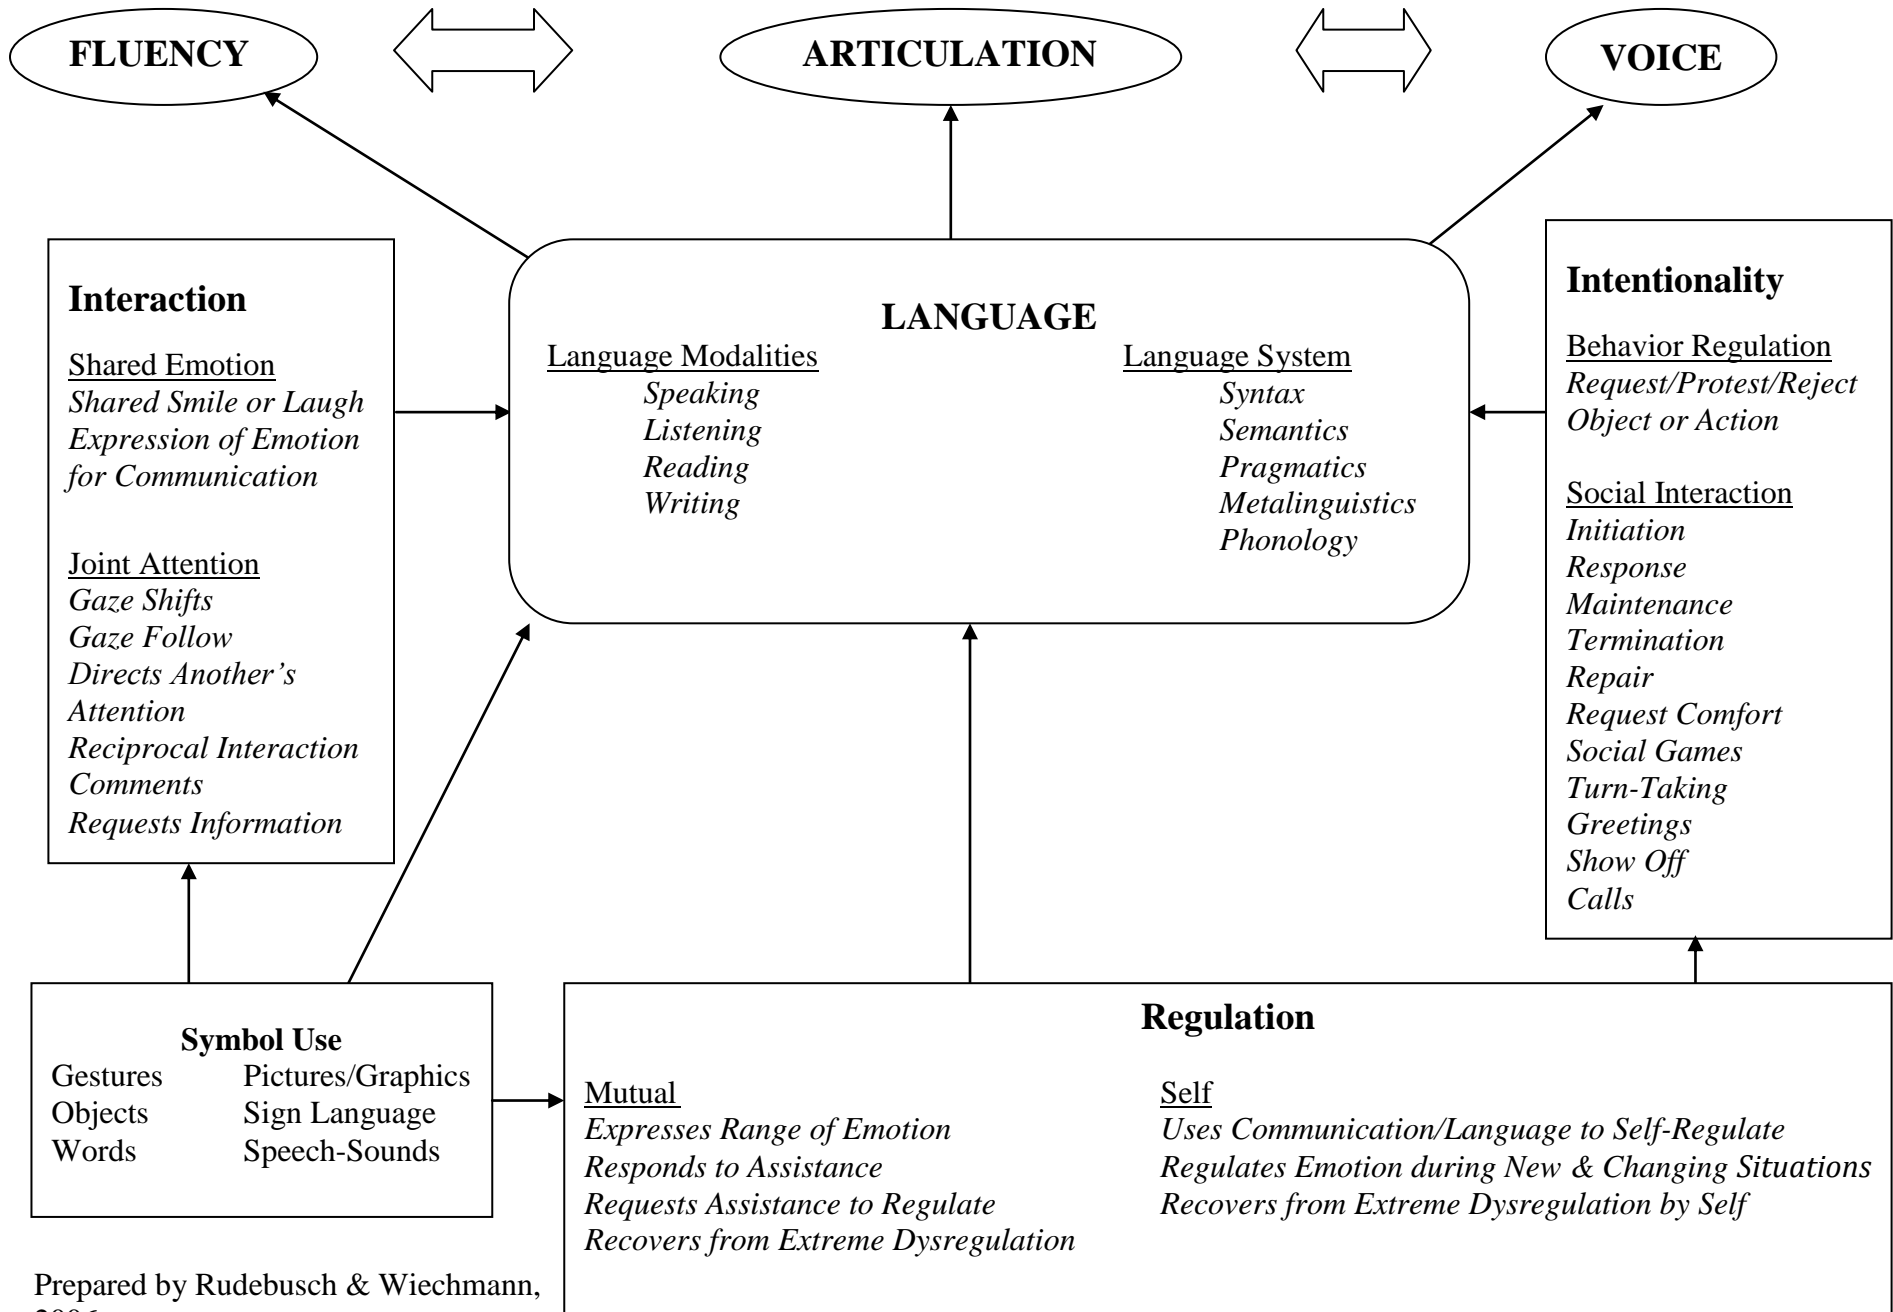 FLUENCY
ARTICULATION
VOICE
Interaction
Shared Emotion
Shared Smile or Laugh
Expression of Emotion
for Communication
Joint Attention
Gaze Shifts
Gaze Follow
Directs Another's
Attention
Reciprocal Interaction
Comments
Requests Information
LANGUAGE
Language Modalities
Speaking
Listening
Reading
Writing
Language System
Syntax
Semantics
Pragmatics
Metalinguistics
Phonology
Intentionality
Behavior Regulation
Request/Protest/Reject
Object or Action
Social Interaction
Initiation
Response
Maintenance
Termination
Repair
Request Comfort
Social Games
Turn-Taking
Greetings
Show Off
Calls
Symbol Use
Gestures
Objects
Words
Pictures/Graphics
Sign Language
Speech-Sounds
Regulation
Mutual
Expresses Range of Emotion
Responds to Assistance
Requests Assistance to Regulate
Recovers from Extreme Dysregulation
Self
Uses Communication/Language to Self-Regulate
Regulates Emotion during New & Changing Situations
Recovers from Extreme Dysregulation by Self
Prepared by Rudebusch & Wiechmann,